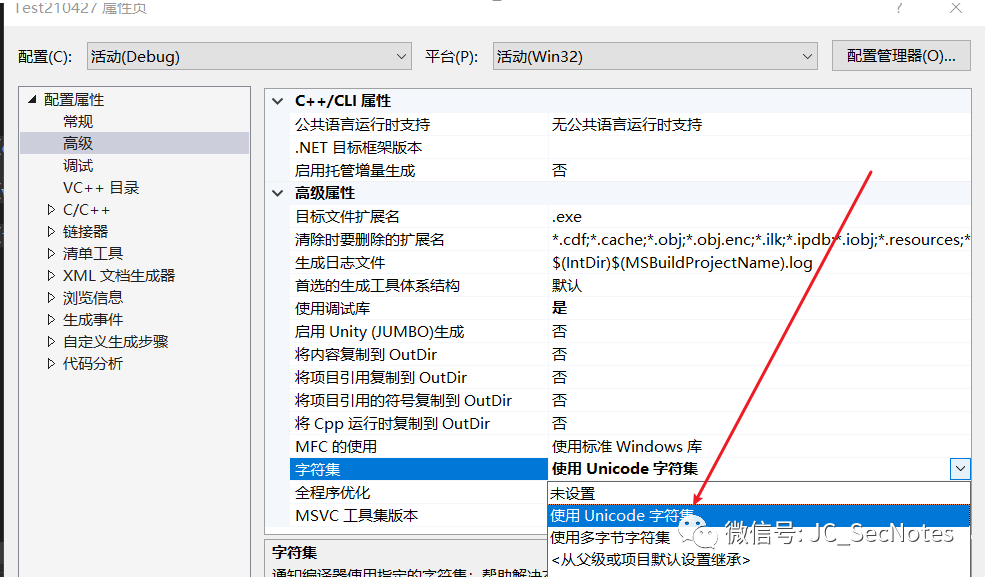 Test210427 属性页
?
配置(C):
活动(Debug)
平台(P):
活动(Win32)
配置管理器(O)...
配置属性
常规
高级
调试
VC++ 目录
C/C++
链接器
清单工具
XML 文档生成器
浏览信息
生成事件
自定义生成步骤
代码分析
C++/CLI 属性
公共语言运行时支持 无公共语言运行时支持
.NET 目标框架版本
启用托管增量生成 否
高级属性
目标文件扩展名 .exe
清除时要删除的扩展名 *.cdf;*.cache;*.obj;*.obj.enc;*.ilk;*.ipdb;*.iobj;*.resources;*
生成日志文件 $(IntDir)$(MSBuildProjectName).log
首选的生成工具体系结构 默认
使用调试库 是
启用 Unity (JUMBO)生成 否
将内容复制到 OutDir 否
将项目引用复制到 OutDir 否
将项目引用的符号复制到 OutDir 否
将 Cpp 运行时复制到 OutDir 否
MFC 的使用 使用标准 Windows 库
字符集 使用 Unicode 字符集
全程序优化 未设置
MSVC 工具集版本 使用 Unicode 字符集
使用多字节字符集
<从父级或项目默认设置继承>
微信号: JC_SecNotes
字符集
通知编译器使用指定的字符集；帮助解决